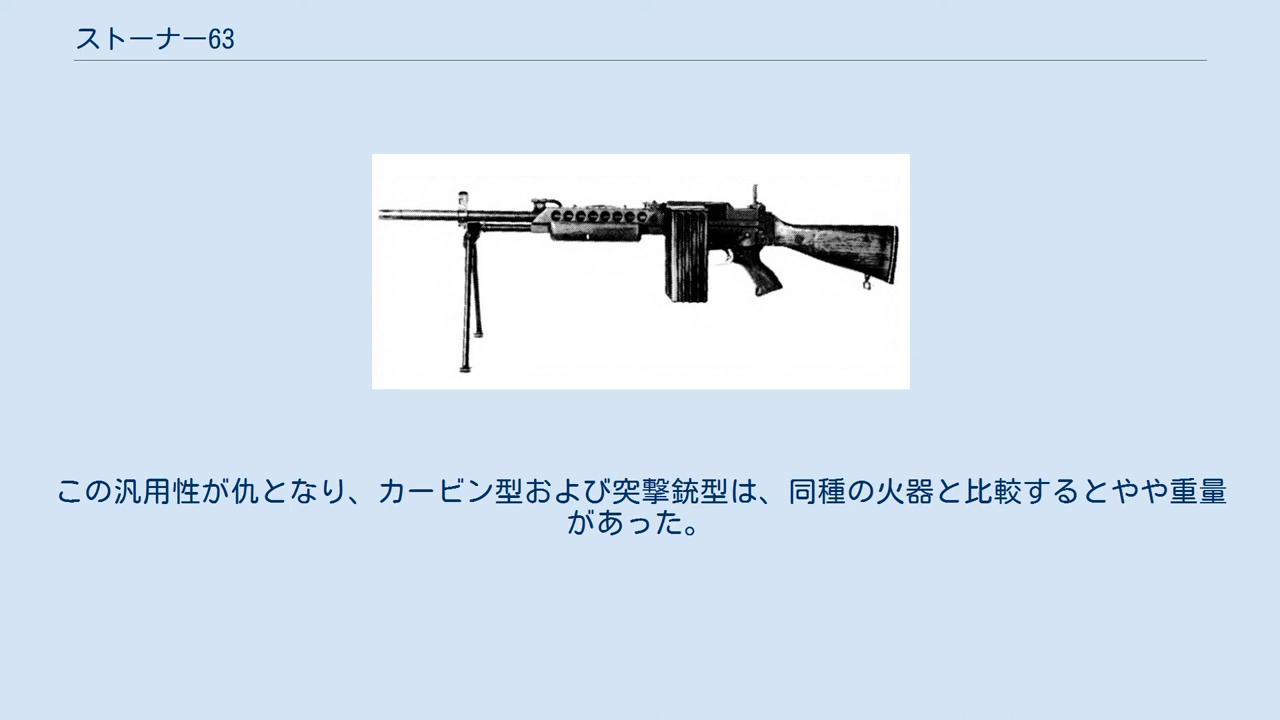 ストーナー63
この汎用性が仇となり、カービン型および突撃銃型は、同種の火器と比較するとやや重量
があった。